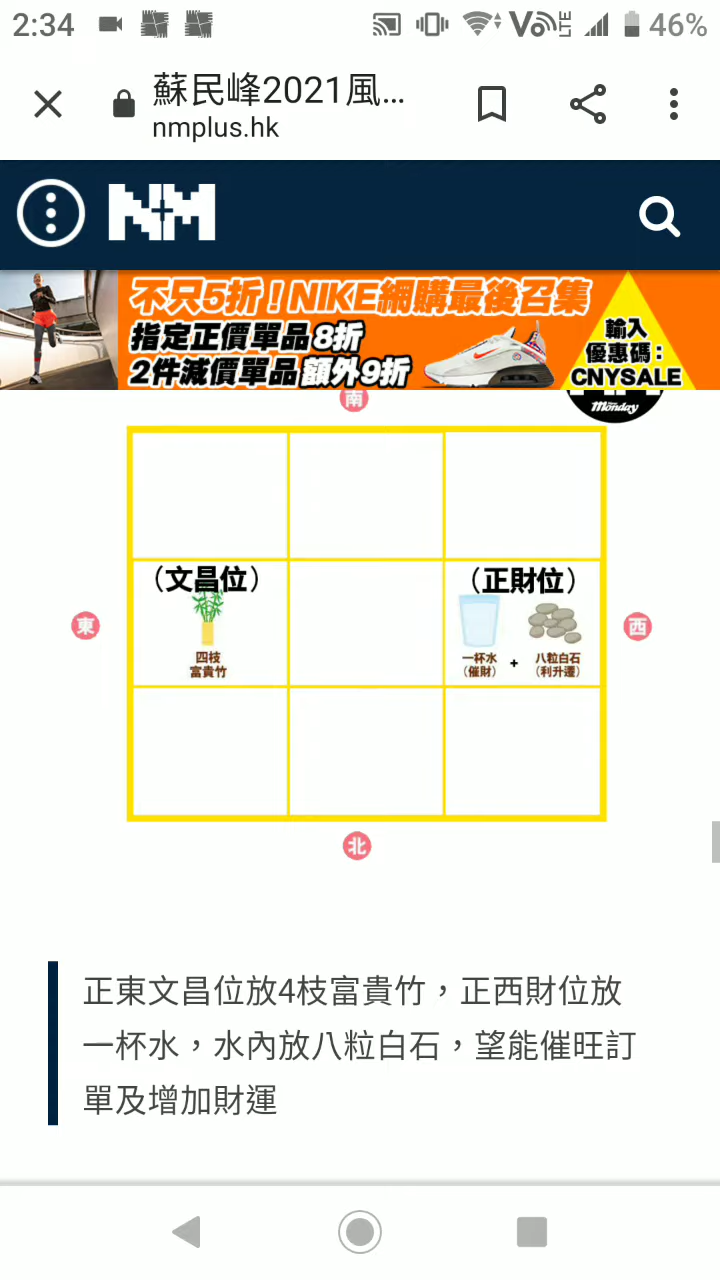 2:34
VoLTE
46%
蘇民峰2021風...
nmplus.hk
N+M
不只5折！NIKE網購最後召集
指定正價單品8折
2件減價單品額外9折
輸入
優惠碼：
CNYSALE
Monday
南
（文昌位）
（正財位）
東
西
四枝
富貴竹
一杯水
（催財）
+
八粒白石
（利升遷）
北
正東文昌位放4枝富貴竹，正西財位放
一杯水，水內放八粒白石，望能催旺訂
單及增加財運